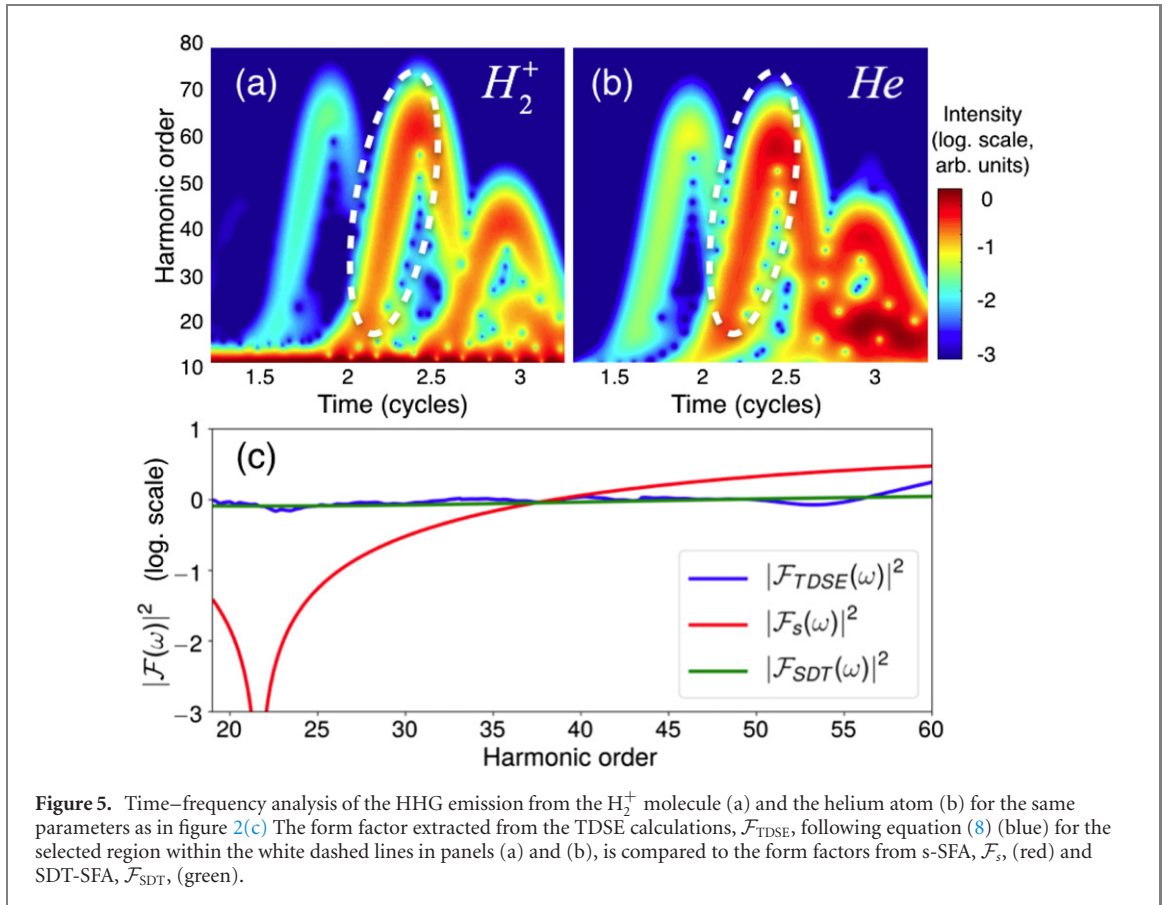 80
70
60
50
40
30
20
10
Harmonic order
(a)
H₂⁺
(b)
He
Intensity
(log. scale,
arb. units)
0
-1
-2
-3
1.5 2 2.5 3
Time (cycles)
1.5 2 2.5 3
Time (cycles)
(c)
|ℱ(ω)|² (log. scale)
1
0
−1
−2
−3
|ℱ_TDSE(ω)|²
|ℱ_s(ω)|²
|ℱ_SDT(ω)|²
20 25 30 35 40 45 50 55 60
Harmonic order
Figure 5. Time–frequency analysis of the HHG emission from the H₂⁺ molecule (a) and the helium atom (b) for the same
parameters as in figure 2(c) The form factor extracted from the TDSE calculations, ℱ_TDSE, following equation (8) (blue) for the
selected region within the white dashed lines in panels (a) and (b), is compared to the form factors from s-SFA, ℱ_s, (red) and
SDT-SFA, ℱ_SDT, (green).